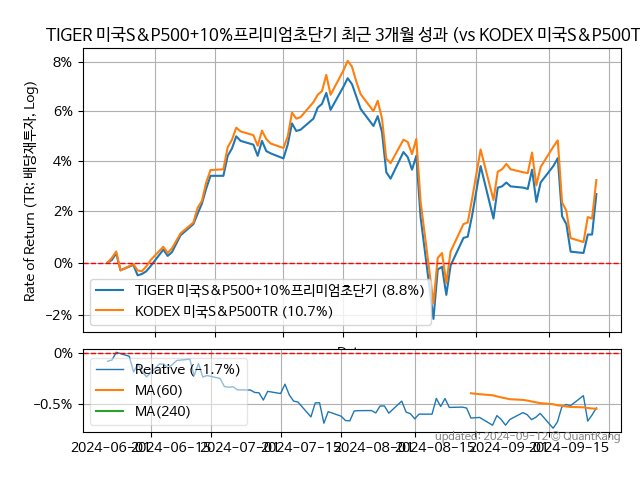 TIGER 미국S&P500+10%프리미엄초단기 최근 3개월 성과 (vs KODEX 미국S&P500T
Rate of Return (TR: 배당재투자, Log)
8%
6%
4%
2%
0%
−2%
TIGER 미국S&P500+10%프리미엄초단기 (8.8%)
KODEX 미국S&P500TR (10.7%)
0%
−0.5%
Relative (−1.7%)
MA(60)
MA(240)
updated: 2024-09-12 © QuantKang
2024-06-01
2024-06-15
2024-07-01
2024-07-15
2024-08-01
2024-08-15
2024-09-01
2024-09-15